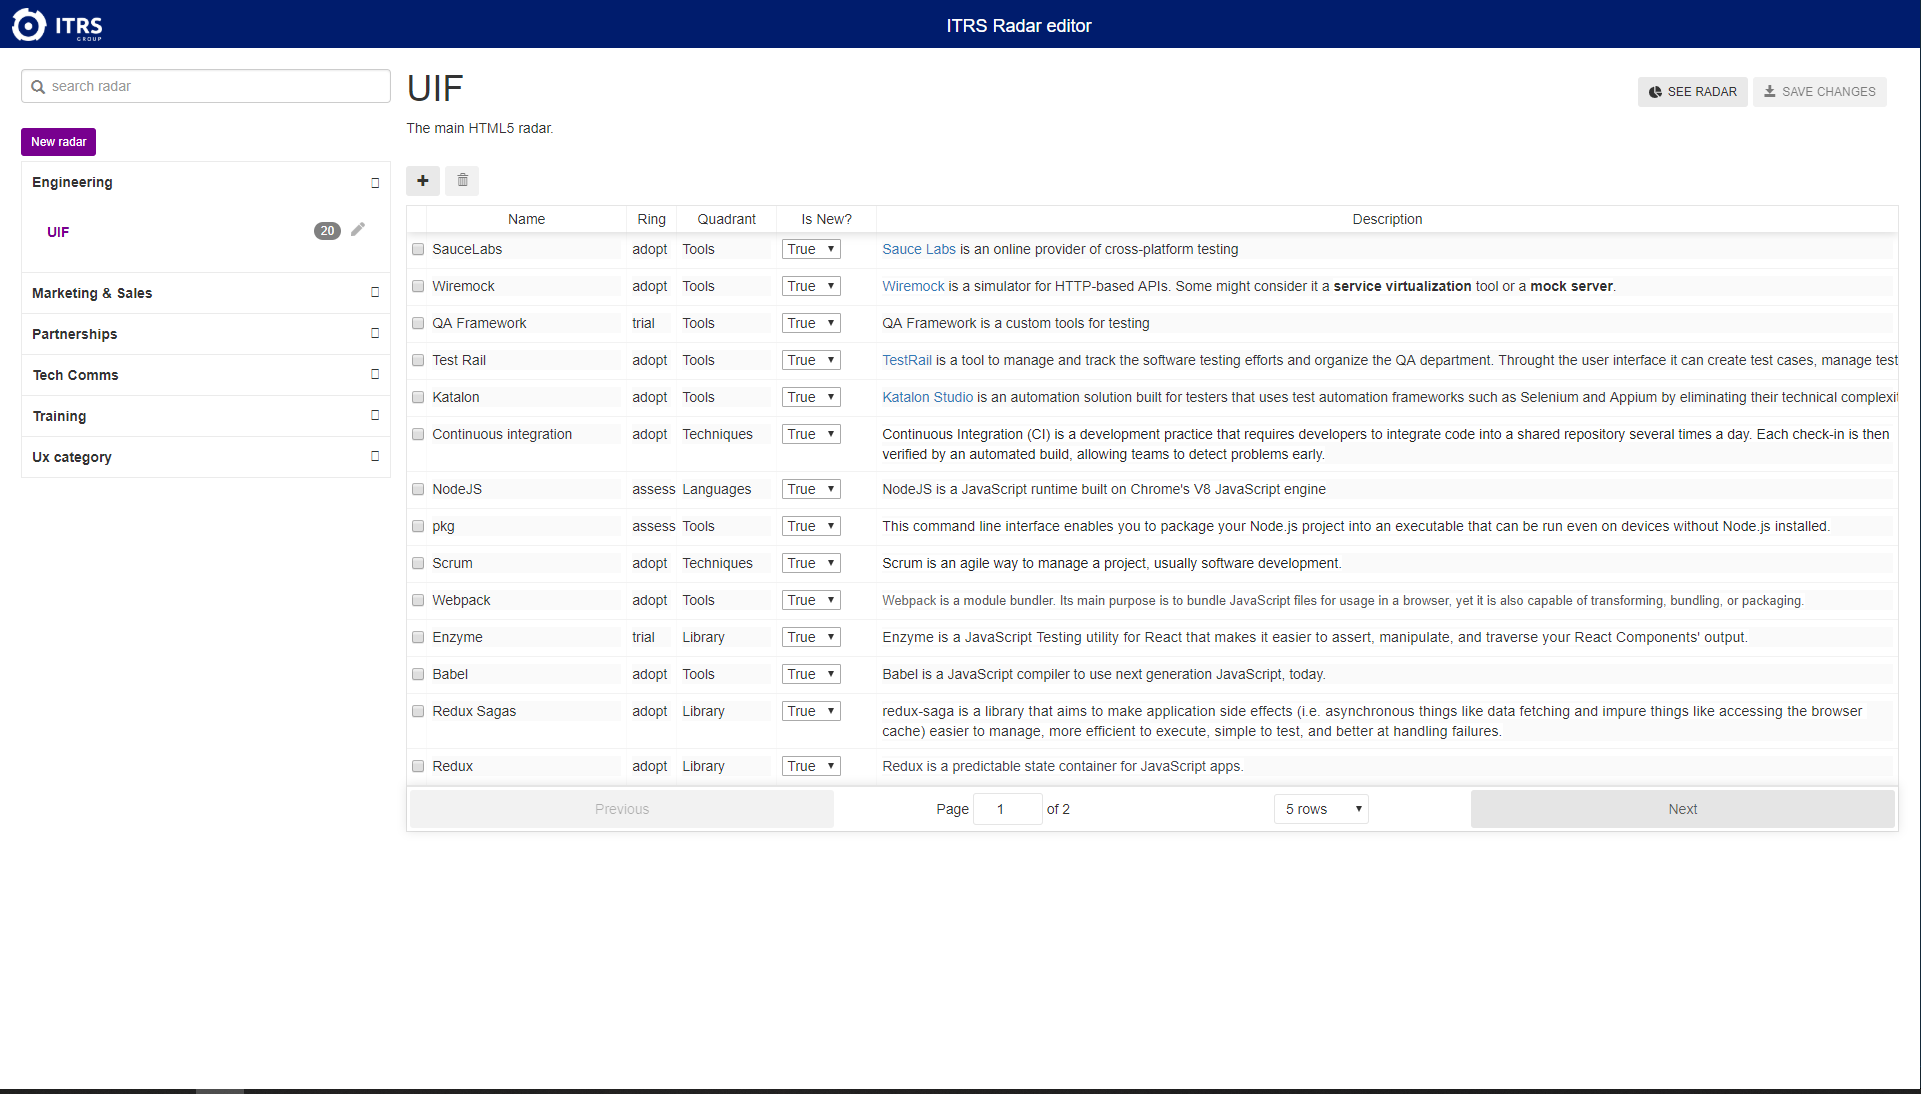 ITRS
GROUP
ITRS Radar editor
search radar
New radar
Engineering
UIF
20
Marketing & Sales
Partnerships
Tech Comms
Training
Ux category
UIF
SEE RADAR
SAVE CHANGES
The main HTML5 radar.
Name Ring Quadrant Is New? Description
SauceLabs adopt Tools True Sauce Labs is an online provider of cross-platform testing
Wiremock adopt Tools True Wiremock is a simulator for HTTP-based APIs. Some might consider it a service virtualization tool or a mock server.
QA Framework trial Tools True QA Framework is a custom tools for testing
Test Rail adopt Tools True TestRail is a tool to manage and track the software testing efforts and organize the QA department. Throught the user interface it can create test cases, manage test
Katalon adopt Tools True Katalon Studio is an automation solution built for testers that uses test automation frameworks such as Selenium and Appium by eliminating their technical complexit
Continuous integration adopt Techniques True Continuous Integration (CI) is a development practice that requires developers to integrate code into a shared repository several times a day. Each check-in is then
verified by an automated build, allowing teams to detect problems early.
NodeJS assess Languages True NodeJS is a JavaScript runtime built on Chrome's V8 JavaScript engine
pkg assess Tools True This command line interface enables you to package your Node.js project into an executable that can be run even on devices without Node.js installed.
Scrum adopt Techniques True Scrum is an agile way to manage a project, usually software development.
Webpack adopt Tools True Webpack is a module bundler. Its main purpose is to bundle JavaScript files for usage in a browser, yet it is also capable of transforming, bundling, or packaging.
Enzyme trial Library True Enzyme is a JavaScript Testing utility for React that makes it easier to assert, manipulate, and traverse your React Components' output.
Babel adopt Tools True Babel is a JavaScript compiler to use next generation JavaScript, today.
Redux Sagas adopt Library True redux-saga is a library that aims to make application side effects (i.e. asynchronous things like data fetching and impure things like accessing the browser
cache) easier to manage, more efficient to execute, simple to test, and better at handling failures.
Redux adopt Library True Redux is a predictable state container for JavaScript apps.
Previous Page 1 of 2 5 rows Next